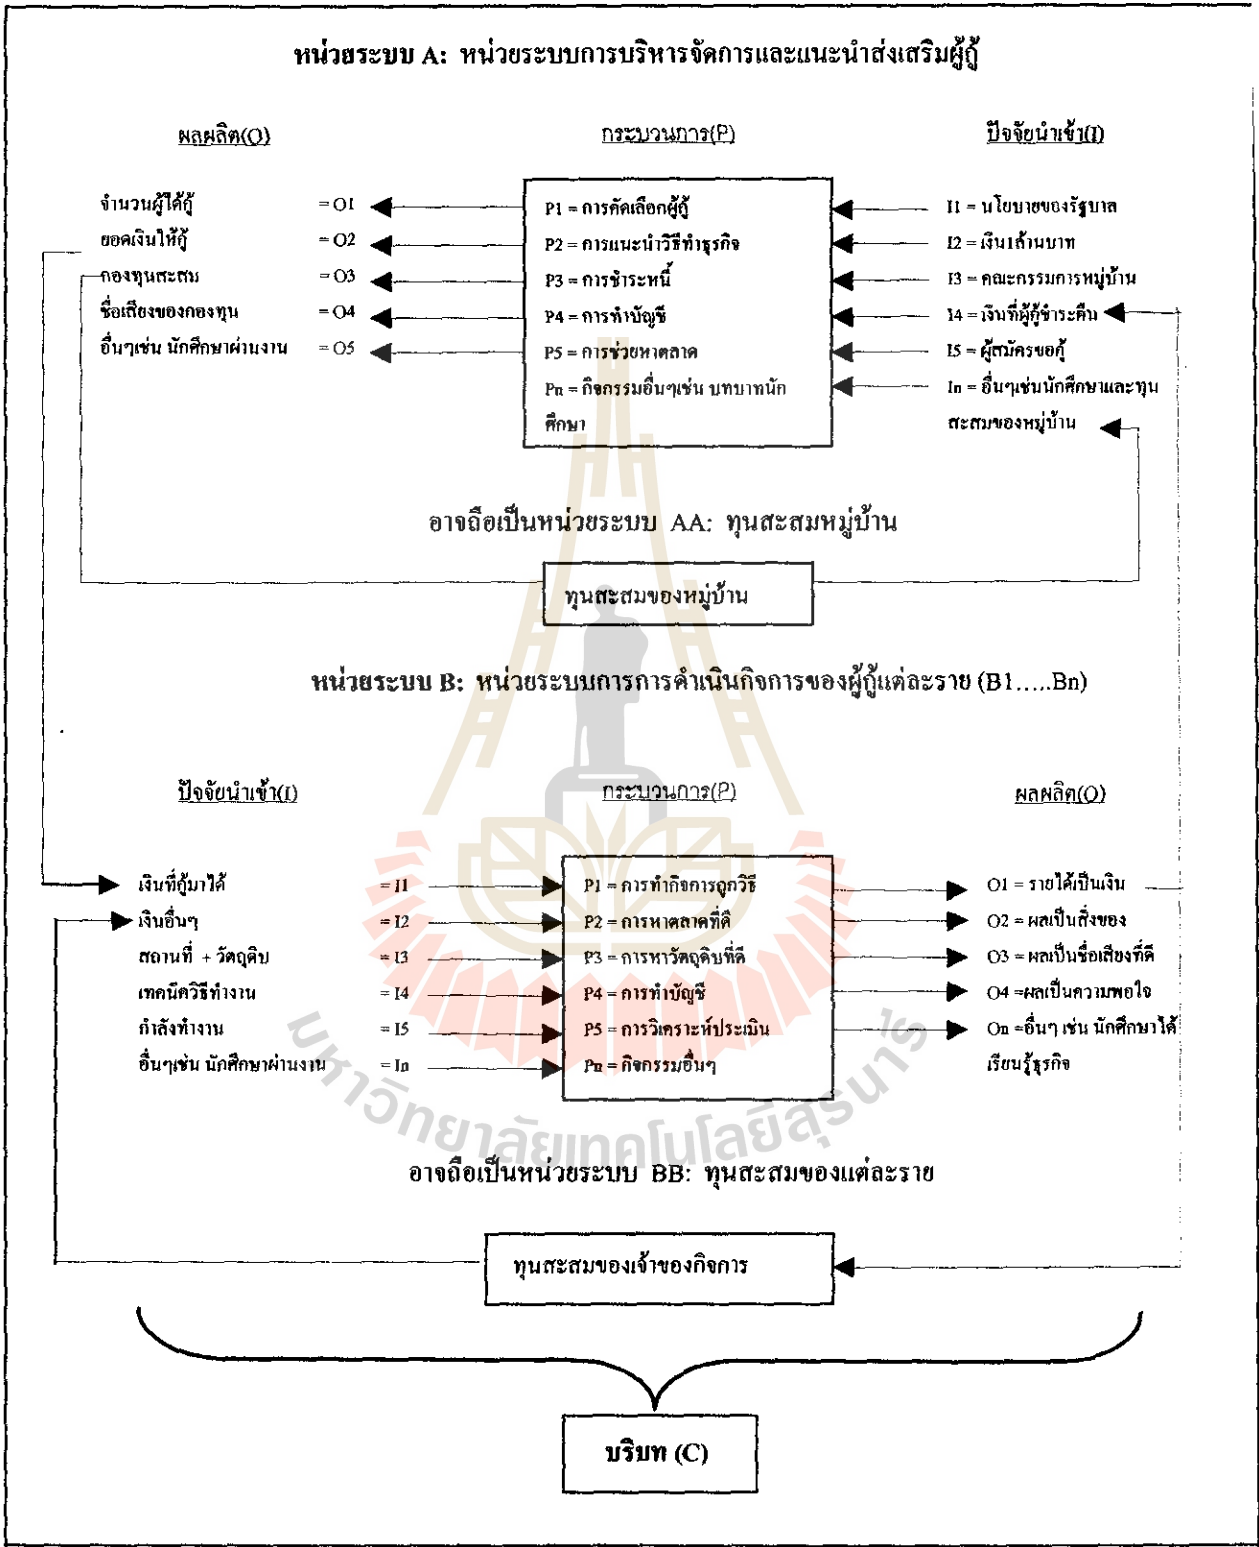 หน่วยระบบ A: หน่วยระบบการบริหารจัดการและแนะนำส่งเสริมผู้กู้
ผลผลิต(O) กระบวนการ(P) ปัจจัยนำเข้า(I)
จำนวนผู้ได้กู้ = O1 P1 = การคัดเลือกผู้กู้ I1 = นโยบายของรัฐบาล
ยอดเงินให้กู้ = O2 P2 = การแนะนำวิธีทำธุรกิจ I2 = เงิน1ล้านบาท
กองทุนสะสม = O3 P3 = การชำระหนี้ I3 = คณะกรรมการหมู่บ้าน
ชื่อเสียงของกองทุน = O4 P4 = การทำบัญชี I4 = เงินที่ผู้กู้ชำระคืน
อื่นๆเช่น นักศึกษาผ่านงาน = O5 P5 = การช่วยหาตลาด I5 = ผู้สมัครขอกู้
Pn = กิจกรรมอื่นๆเช่น บทบาทนัก In = อื่นๆเช่นนักศึกษาและทุน
ศึกษา สะสมของหมู่บ้าน
อาจถือเป็นหน่วยระบบ AA: ทุนสะสมหมู่บ้าน
ทุนสะสมของหมู่บ้าน
หน่วยระบบ B: หน่วยระบบการการดำเนินกิจการของผู้กู้แต่ละราย (B1.....Bn)
ปัจจัยนำเข้า(I) กระบวนการ(P) ผลผลิต(O)
เงินที่กู้มาได้ = I1 P1 = การทำกิจการถูกวิธี O1 = รายได้เป็นเงิน
เงินอื่นๆ = I2 P2 = การหาตลาดที่ดี O2 = ผลเป็นสิ่งของ
สถานที่ + วัตถุดิบ = I3 P3 = การหาวัตถุดิบที่ดี O3 = ผลเป็นชื่อเสียงที่ดี
เทคนิควิธีทำงาน = I4 P4 = การทำบัญชี O4 =ผลเป็นความพอใจ
กำลังทำงาน = I5 P5 = การวิเคราะห์ประเมิน On =อื่นๆ เช่น นักศึกษาได้
อื่นๆเช่น นักศึกษาผ่านงาน = In Pn = กิจกรรมอื่นๆ เรียนรู้ธุรกิจ
มหาวิทยาลัยเทคโนโลยีสุรนารี
อาจถือเป็นหน่วยระบบ BB: ทุนสะสมของแต่ละราย
ทุนสะสมของเจ้าของกิจการ
บริบท (C)